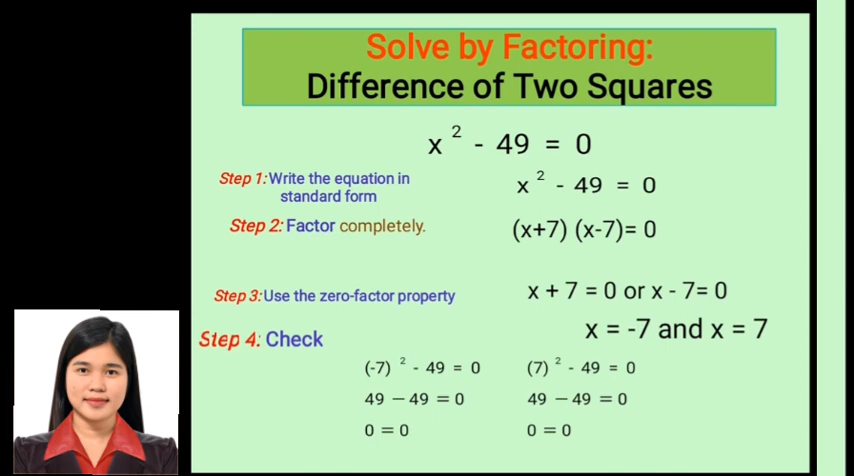 Solve by Factoring:
Difference of Two Squares
x² - 49 = 0
Step 1: Write the equation in
standard form
x² - 49 = 0
Step 2: Factor completely.
(x+7) (x-7)= 0
Step 3: Use the zero-factor property
x + 7 = 0 or x - 7= 0
x = -7 and x = 7
Step 4: Check
(-7)² - 49 = 0
49 – 49 = 0
0 = 0
(7)² - 49 = 0
49 – 49 = 0
0 = 0